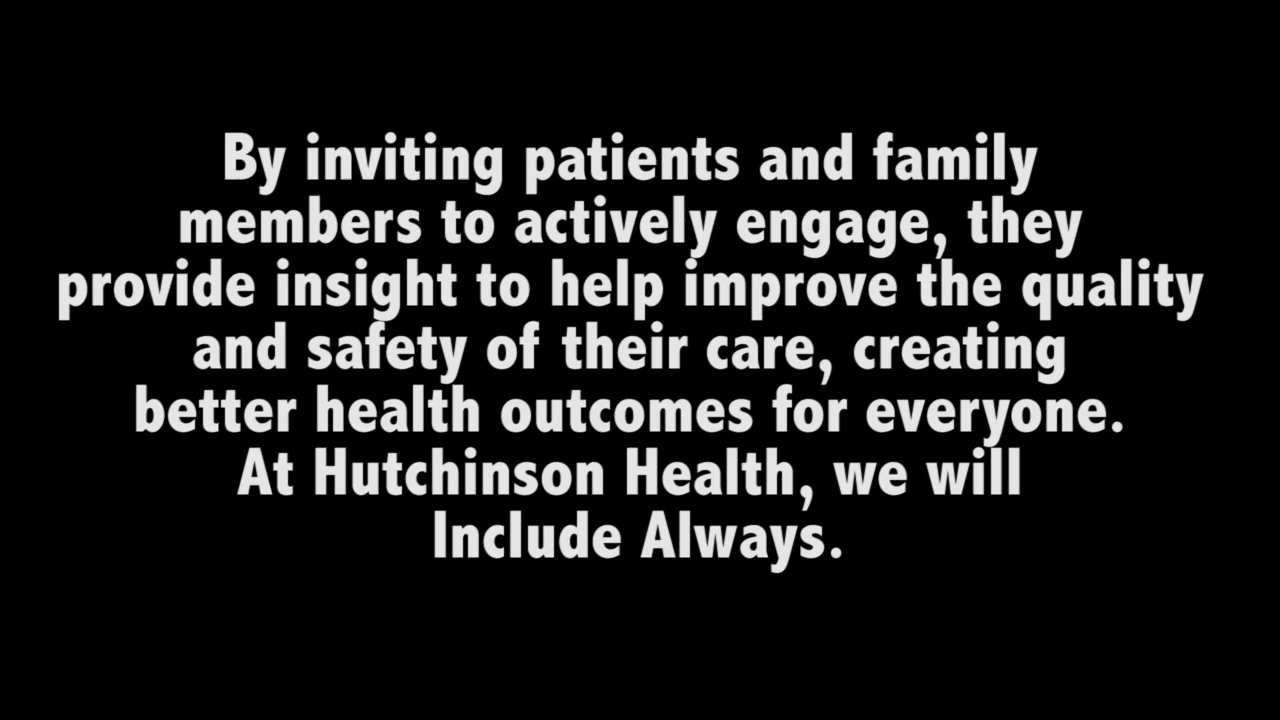 By inviting patients and family
members to actively engage, they
provide insight to help improve the quality
and safety of their care, creating
better health outcomes for everyone.
At Hutchinson Health, we will
Include Always.